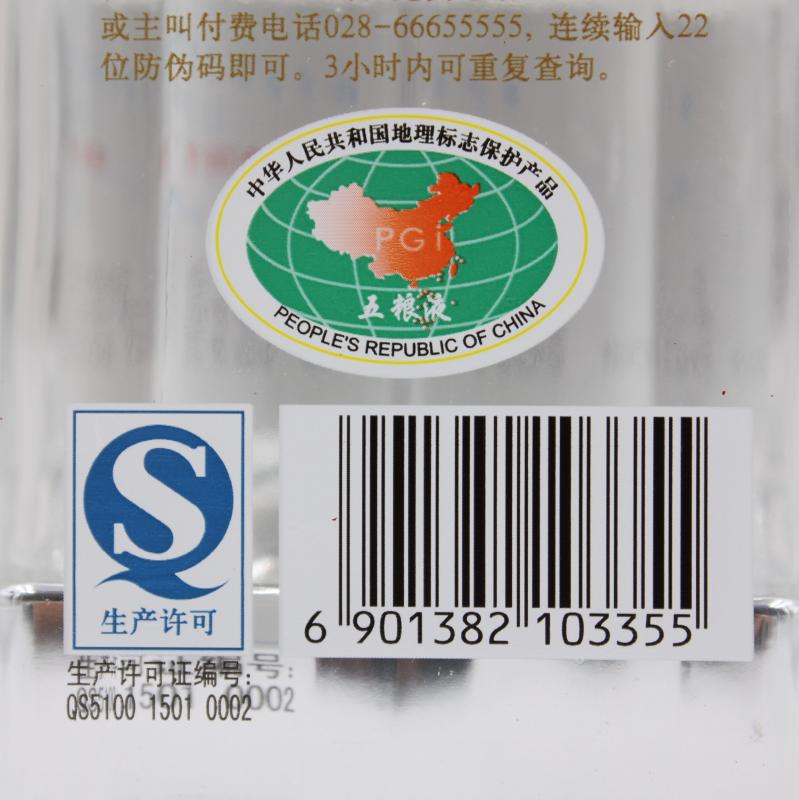 或主叫付费电话028-66655555, 连续输入22
位防伪码即可。3小时内可重复查询。
中华人民共和国地理标志保护产品
PGI
五粮液
PEOPLE'S REPUBLIC OF CHINA
S
生产许可
6 901382 103355
生产许可证编号:
QS5100 1501 0002